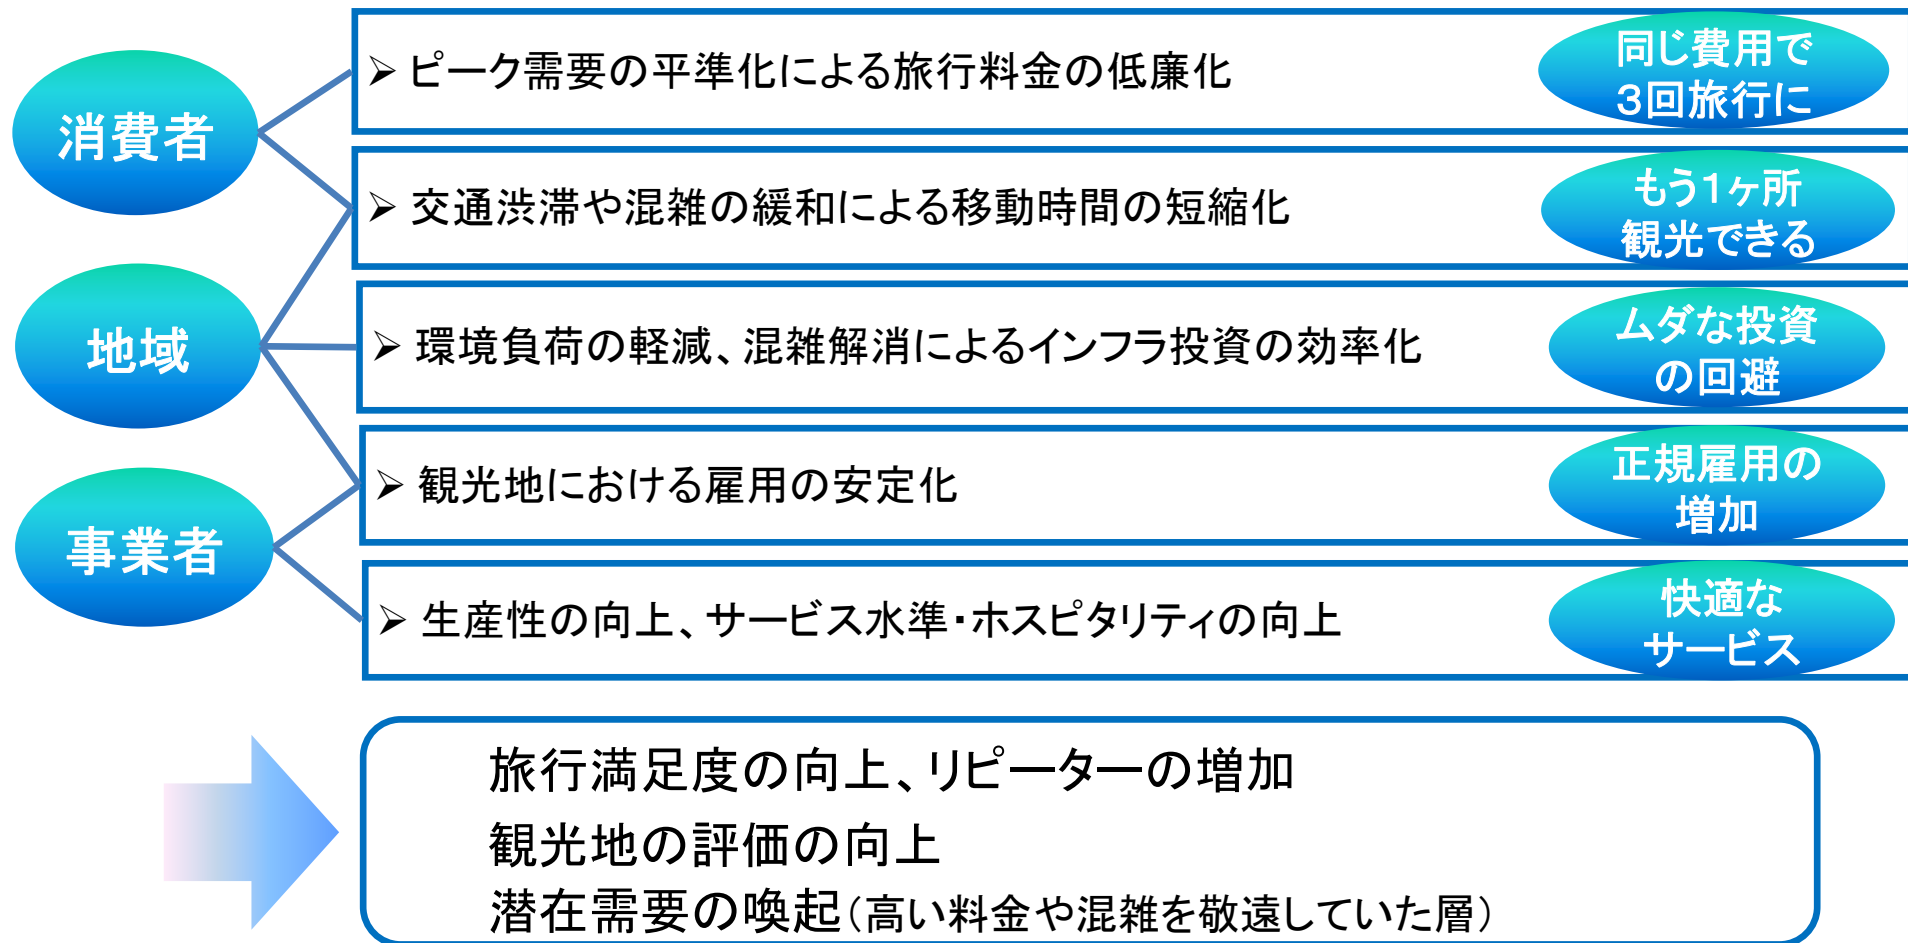 消費者
➢ ピーク需要の平準化による旅行料金の低廉化
同じ費用で
3回旅行に
➢ 交通渋滞や混雑の緩和による移動時間の短縮化
もう1ヶ所
観光できる
地域
➢ 環境負荷の軽減、混雑解消によるインフラ投資の効率化
ムダな投資
の回避
➢ 観光地における雇用の安定化
正規雇用の
増加
事業者
➢ 生産性の向上、サービス水準・ホスピタリティの向上
快適な
サービス
旅行満足度の向上、リピーターの増加
観光地の評価の向上
潜在需要の喚起（高い料金や混雑を敬遠していた層）